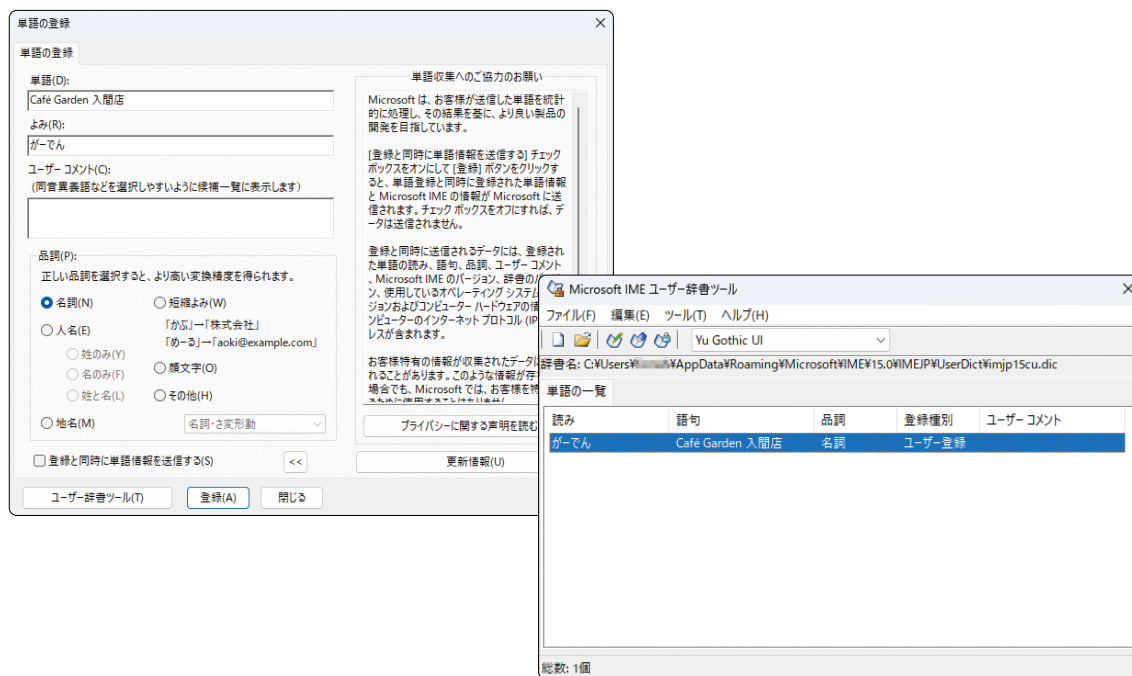 単語の登録
単語の登録
単語(D):
Café Garden 入間店
よみ(R):
がーでん
ユーザー コメント(C):
(同音異義語などを選択しやすいように候補一覧に表示します)
品詞(P):
正しい品詞を選択すると、より高い変換精度を得られます。
名詞(N)
短縮よみ(W)
「かぶ」→「株式会社」
「めーる」→「aoki@example.com」
人名(E)
姓のみ(Y)
名のみ(F)
姓と名(L)
顔文字(O)
その他(H)
地名(M)
名詞・さ変形動
登録と同時に単語情報を送信する(S)
<<
ユーザー辞書ツール(T)
登録(A)
閉じる
単語収集へのご協力のお願い
Microsoft は、お客様が送信した単語を統計
的に処理し、その結果を基に、より良い製品の
開発を目指しています。
[登録と同時に単語情報を送信する] チェック
ボックスをオンにして [登録] ボタンをクリックす
ると、単語登録と同時に登録された単語情報
と Microsoft IME の情報が Microsoft に送
信されます。チェック ボックスをオフにすれば、デ
ータは送信されません。
登録と同時に送信されるデータには、登録され
た単語の読み、語句、品詞、ユーザー コメント
、Microsoft IME のバージョン、辞書の
ン、使用しているオペレーティング システム
ジョンおよびコンピューター ハードウェアの
ンピューターのインターネット プロトコル (IP
レスが含まれます。
お客様特有の情報が収集されたデータに
れることがあります。このような情報が存
場合でも、Microsoft では、お客様を特
るために使用することはありません。
プライバシーに関する声明を読む
更新情報(U)
Microsoft IME ユーザー辞書ツール
ファイル(F) 編集(E) ツール(T) ヘルプ(H)
Yu Gothic UI
辞書名: C:¥Users¥ ¥AppData¥Roaming¥Microsoft¥IME¥15.0¥IMEJP¥UserDict¥imjp15cu.dic
単語の一覧
読み 語句 品詞 登録種別 ユーザー コメント
がーでん Café Garden 入間店 名詞 ユーザー登録
総数: 1個